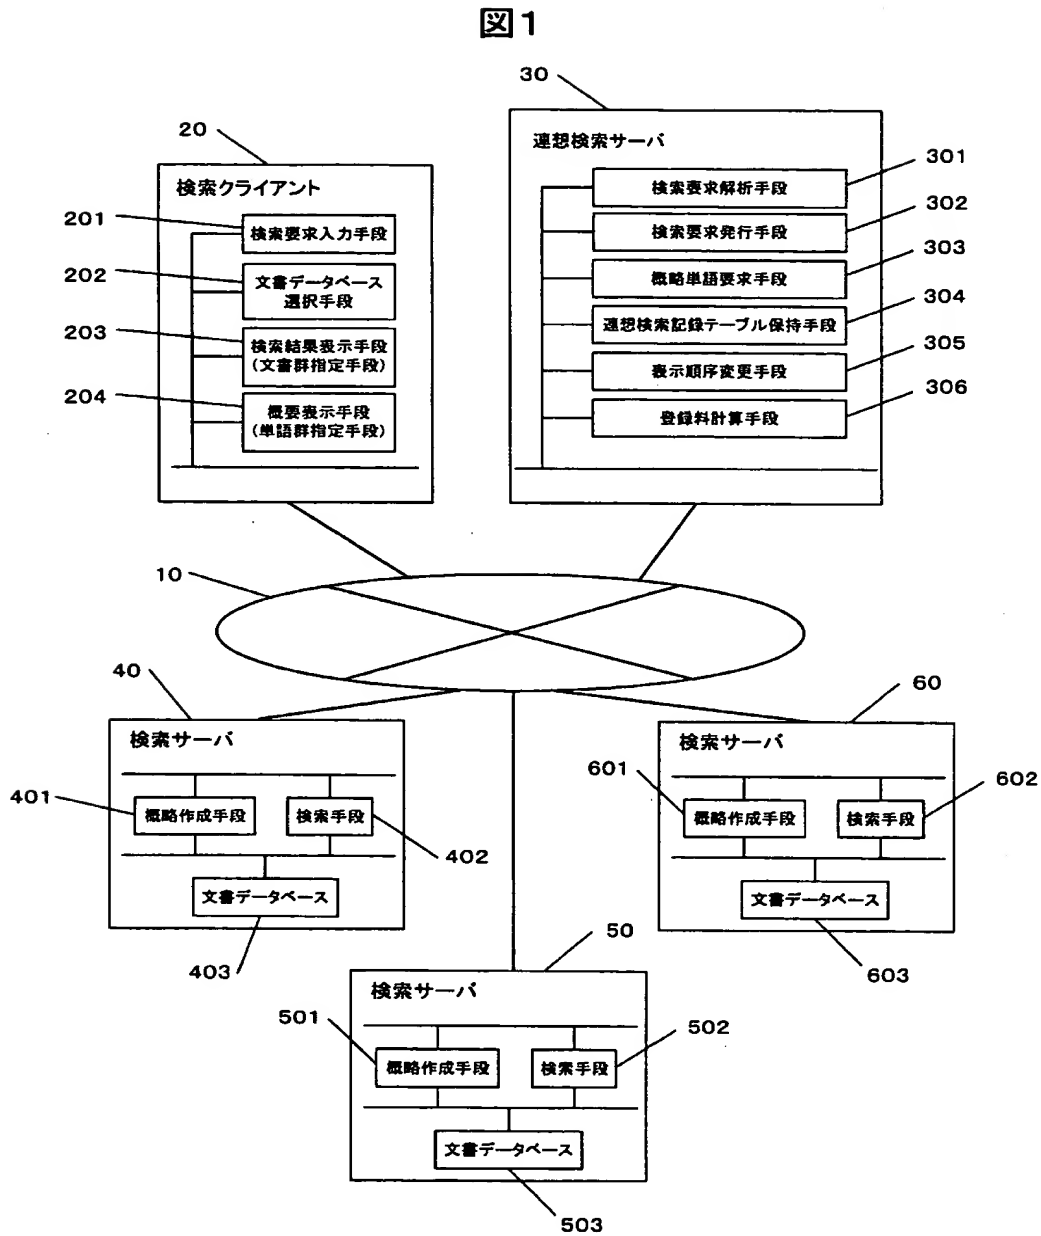 図1
20
検索クライアント
201
検索要求入力手段
202
文書データベース
選択手段
203
検索結果表示手段
(文書群指定手段)
204
概要表示手段
(単語群指定手段)
30
連想検索サーバ
検索要求解析手段
301
検索要求発行手段
302
概略単語要求手段
303
連想検索記録テーブル保持手段
304
表示順序変更手段
305
登録料計算手段
306
10
40
検索サーバ
401
概略作成手段
検索手段
402
文書データベース
403
60
検索サーバ
601
概略作成手段
検索手段
602
文書データベース
603
50
検索サーバ
501
概略作成手段
検索手段
502
文書データベース
503